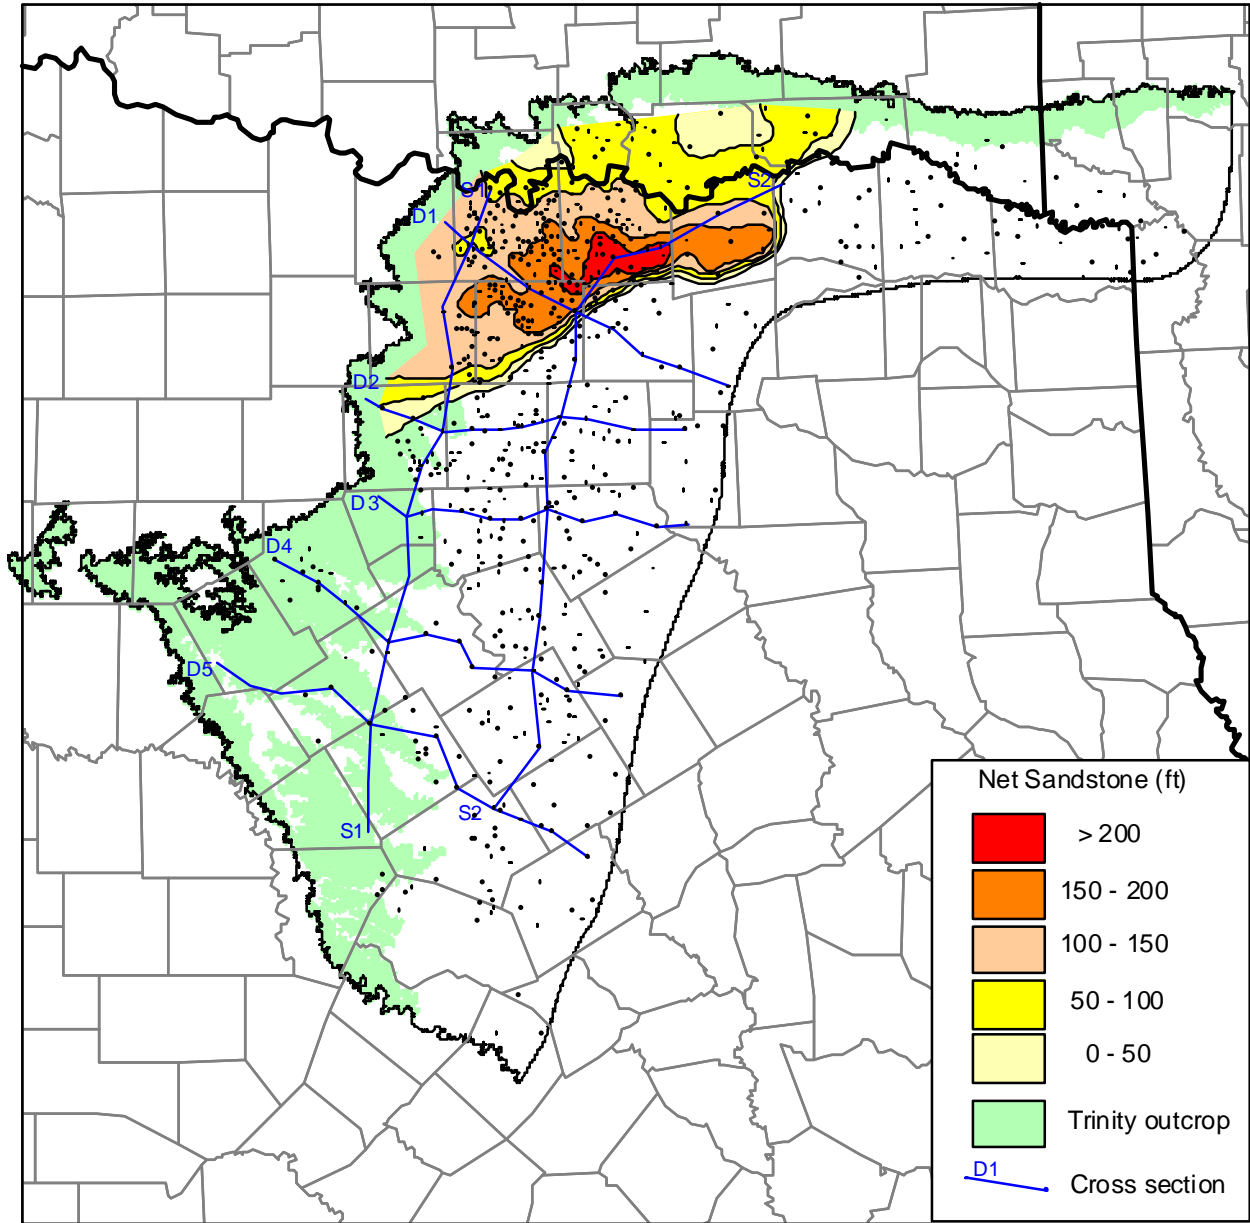 S1
S2
D1
D2
D3
D4
D5
S2
S1
Net Sandstone (ft)
> 200
150 - 200
100 - 150
50 - 100
0 - 50
Trinity outcrop
D1
Cross section